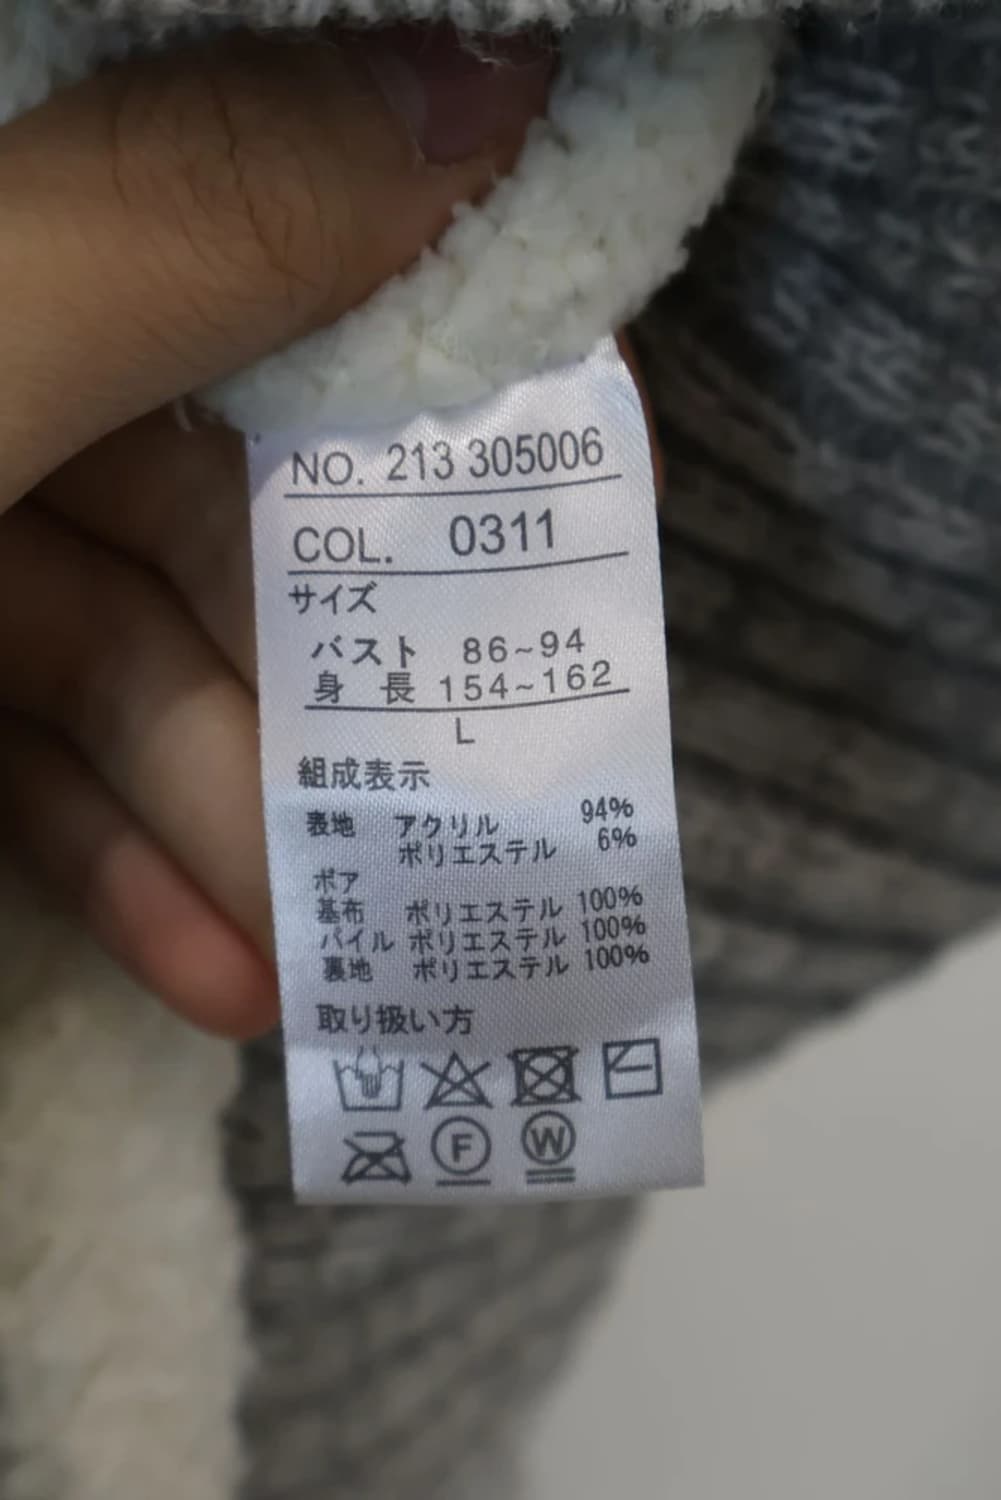 NO. 213 305006
COL. 0311
サイズ
バスト 86~94
身 長 154~162
L
組成表示
表地 アクリル 94%
ポリエステル 6%
ボア
基布 ポリエステル 100%
パイル ポリエステル 100%
裏地 ポリエステル 100%
取り扱い方
F W